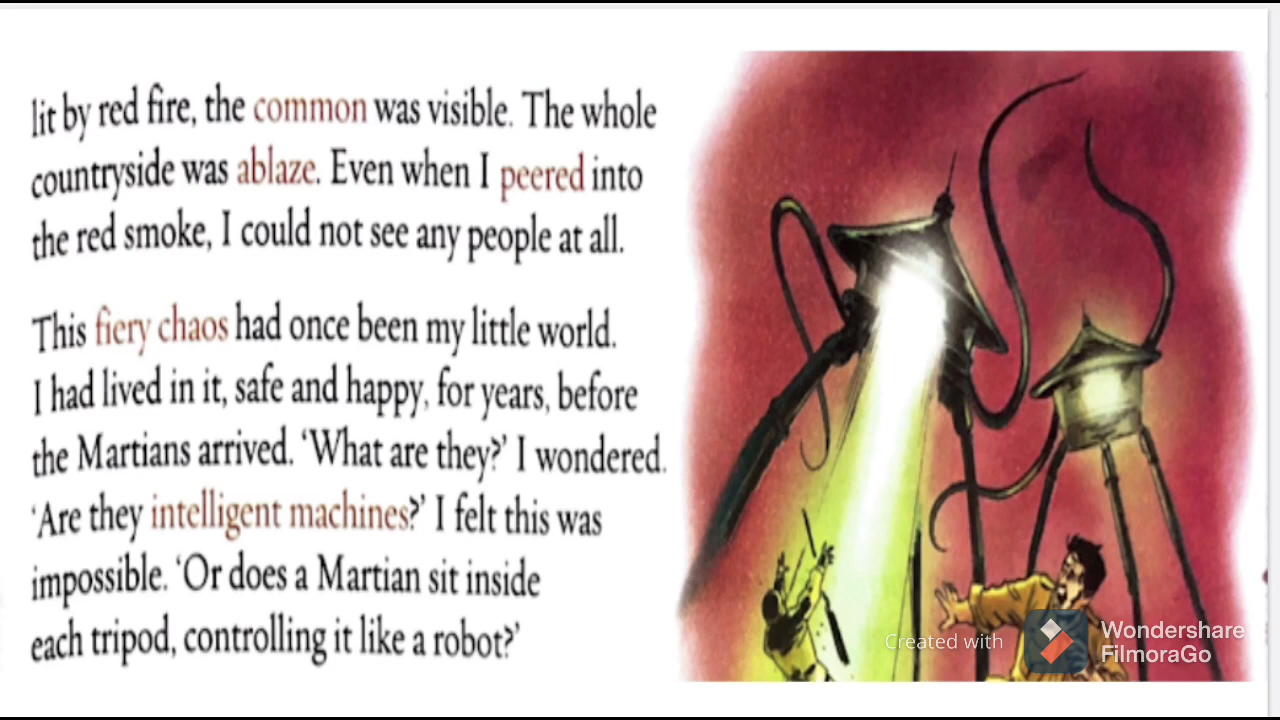 lit by red fire, the common was visible. The whole
countryside was ablaze. Even when I peered into
the red smoke, I could not see any people at all.
This fiery chaos had once been my little world.
I had lived in it, safe and happy, for years, before
the Martians arrived. ‘What are they?’ I wondered.
‘Are they intelligent machines?’ I felt this was
impossible. ‘Or does a Martian sit inside
each tripod, controlling it like a robot?’
Created with
Wondershare
FilmoraGo